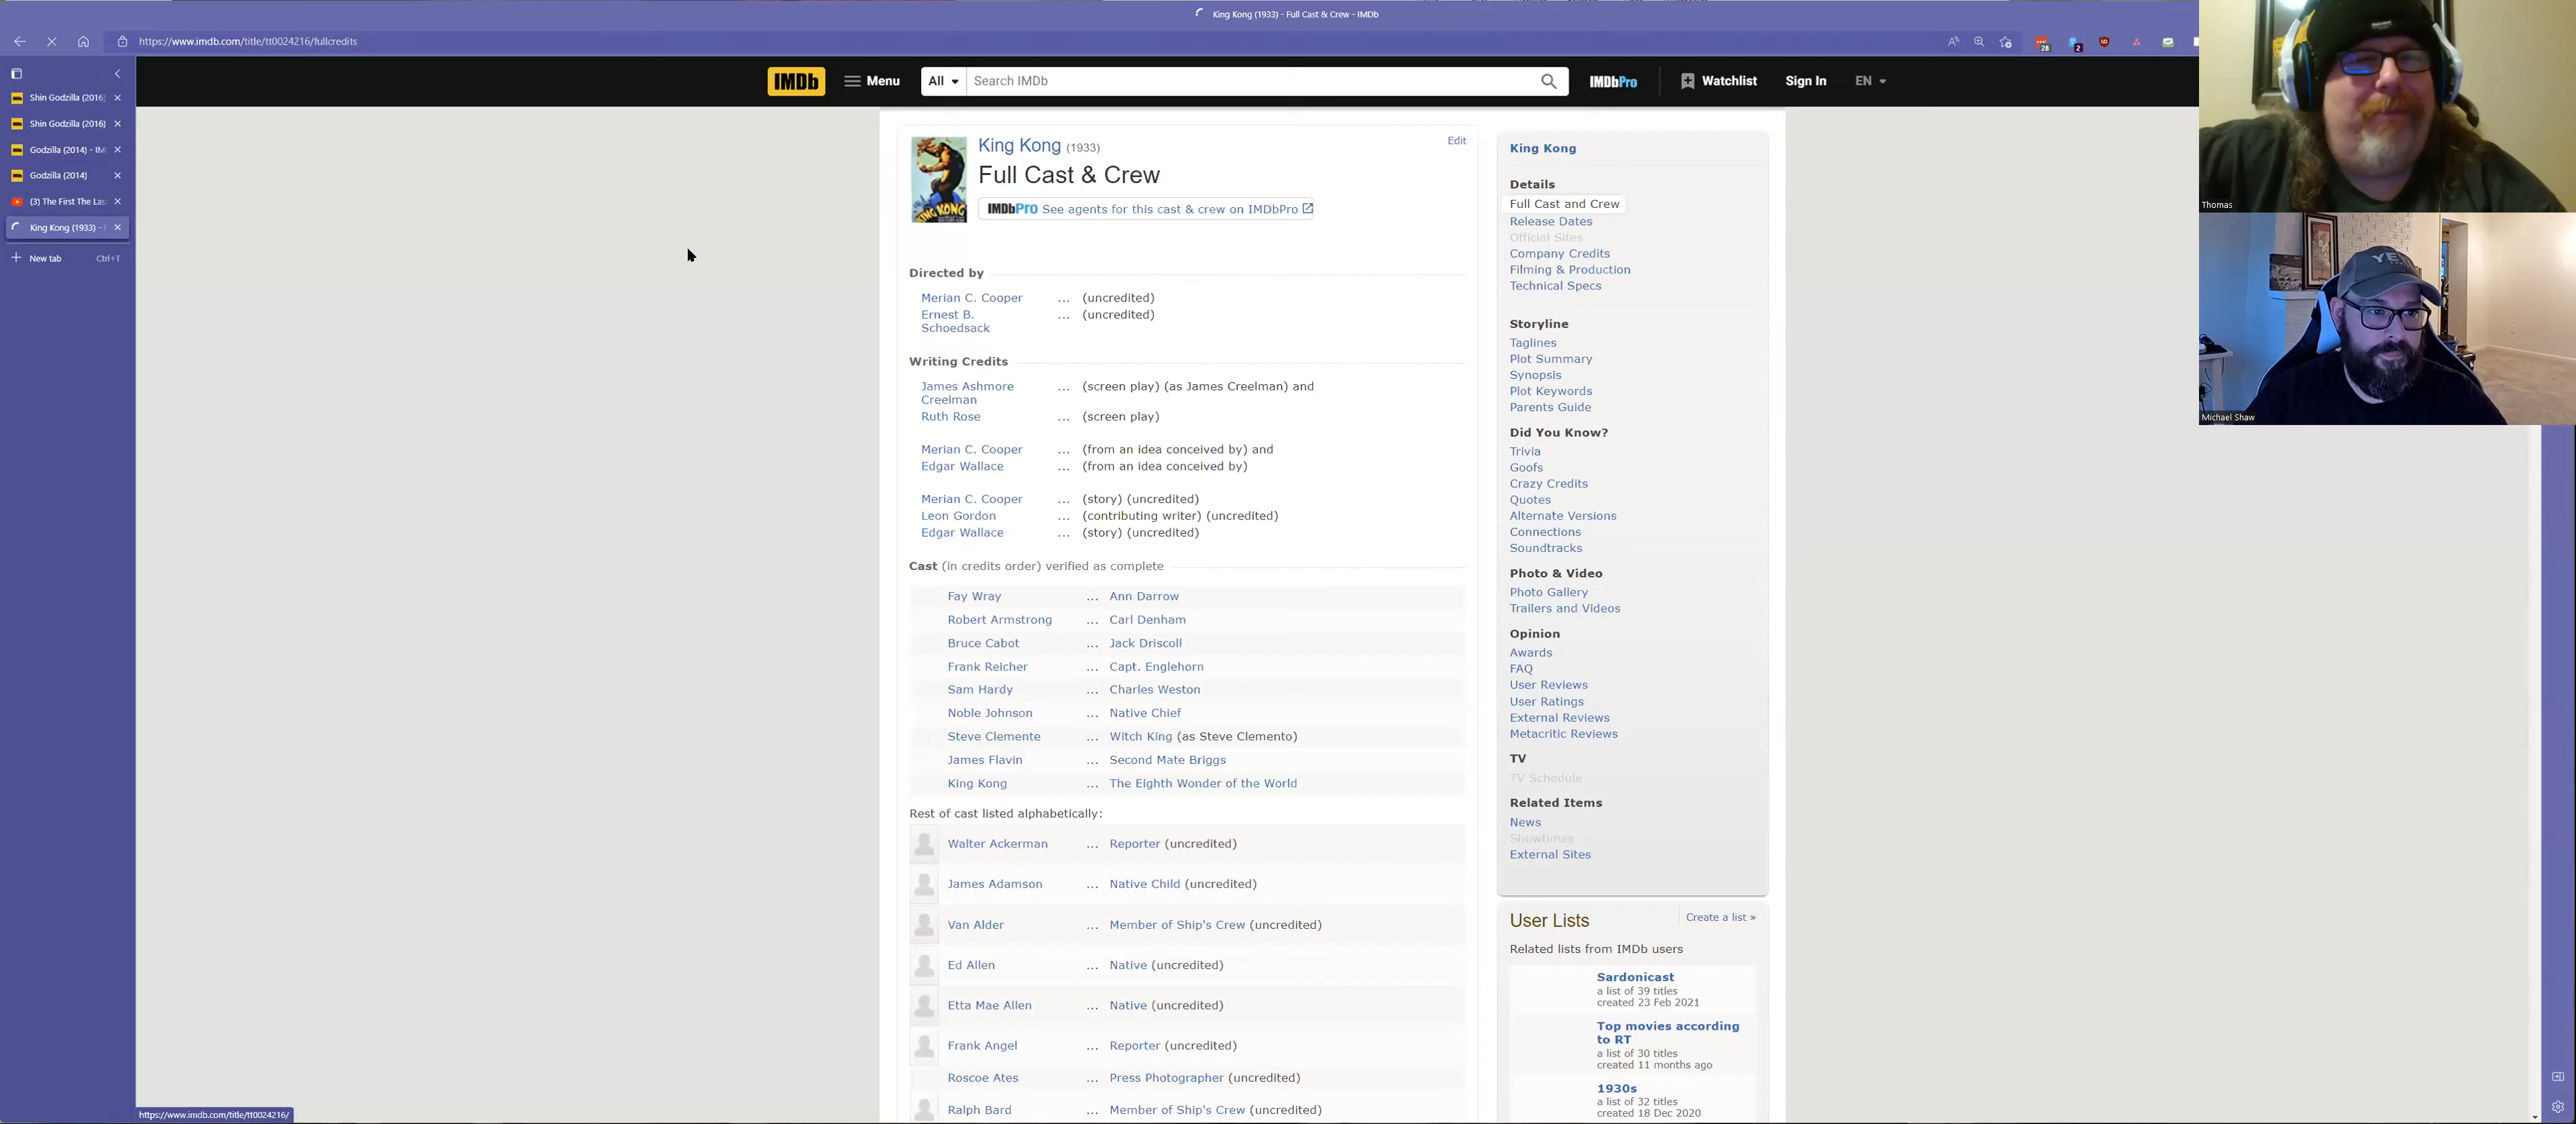 King Kong (1933) - Full Cast & Crew - IMDb
https://www.imdb.com/title/tt0024216/fullcredits
28
2
Shin Godzilla (2016)
Shin Godzilla (2016)
Godzilla (2014) - IM
Godzilla (2014)
(3) The First The Las
King Kong (1933) -
New tab Ctrl+T
IMDb Menu All Search IMDb IMDbPro Watchlist Sign In EN
KING KONG
King Kong (1933)
Edit
Full Cast & Crew
IMDbPro See agents for this cast & crew on IMDbPro
Directed by
Merian C. Cooper ... (uncredited)
Ernest B. ... (uncredited)
Schoedsack
Writing Credits
James Ashmore ... (screen play) (as James Creelman) and
Creelman
Ruth Rose ... (screen play)
Merian C. Cooper ... (from an idea conceived by) and
Edgar Wallace ... (from an idea conceived by)
Merian C. Cooper ... (story) (uncredited)
Leon Gordon ... (contributing writer) (uncredited)
Edgar Wallace ... (story) (uncredited)
Cast (in credits order) verified as complete
Fay Wray ... Ann Darrow
Robert Armstrong ... Carl Denham
Bruce Cabot ... Jack Driscoll
Frank Reicher ... Capt. Englehorn
Sam Hardy ... Charles Weston
Noble Johnson ... Native Chief
Steve Clemente ... Witch King (as Steve Clemento)
James Flavin ... Second Mate Briggs
King Kong ... The Eighth Wonder of the World
Rest of cast listed alphabetically:
Walter Ackerman ... Reporter (uncredited)
James Adamson ... Native Child (uncredited)
Van Alder ... Member of Ship's Crew (uncredited)
Ed Allen ... Native (uncredited)
Etta Mae Allen ... Native (uncredited)
Frank Angel ... Reporter (uncredited)
Roscoe Ates ... Press Photographer (uncredited)
Ralph Bard ... Member of Ship's Crew (uncredited)
King Kong
Details
Full Cast and Crew
Release Dates
Official Sites
Company Credits
Filming & Production
Technical Specs
Storyline
Taglines
Plot Summary
Synopsis
Plot Keywords
Parents Guide
Did You Know?
Trivia
Goofs
Crazy Credits
Quotes
Alternate Versions
Connections
Soundtracks
Photo & Video
Photo Gallery
Trailers and Videos
Opinion
Awards
FAQ
User Reviews
User Ratings
External Reviews
Metacritic Reviews
TV
TV Schedule
Related Items
News
Showtimes
External Sites
User Lists
Create a list »
Related lists from IMDb users
Sardonicast
a list of 39 titles
created 23 Feb 2021
Top movies according
to RT
a list of 30 titles
created 11 months ago
1930s
a list of 32 titles
created 18 Dec 2020
Thomas
YETI
Michael Shaw
https://www.imdb.com/title/tt0024216/